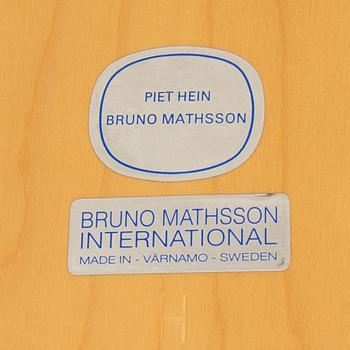 PIET HEIN
BRUNO MATHSSON
BRUNO MATHSSON
INTERNATIONAL
MADE IN - VÄRNAMO - SWEDEN